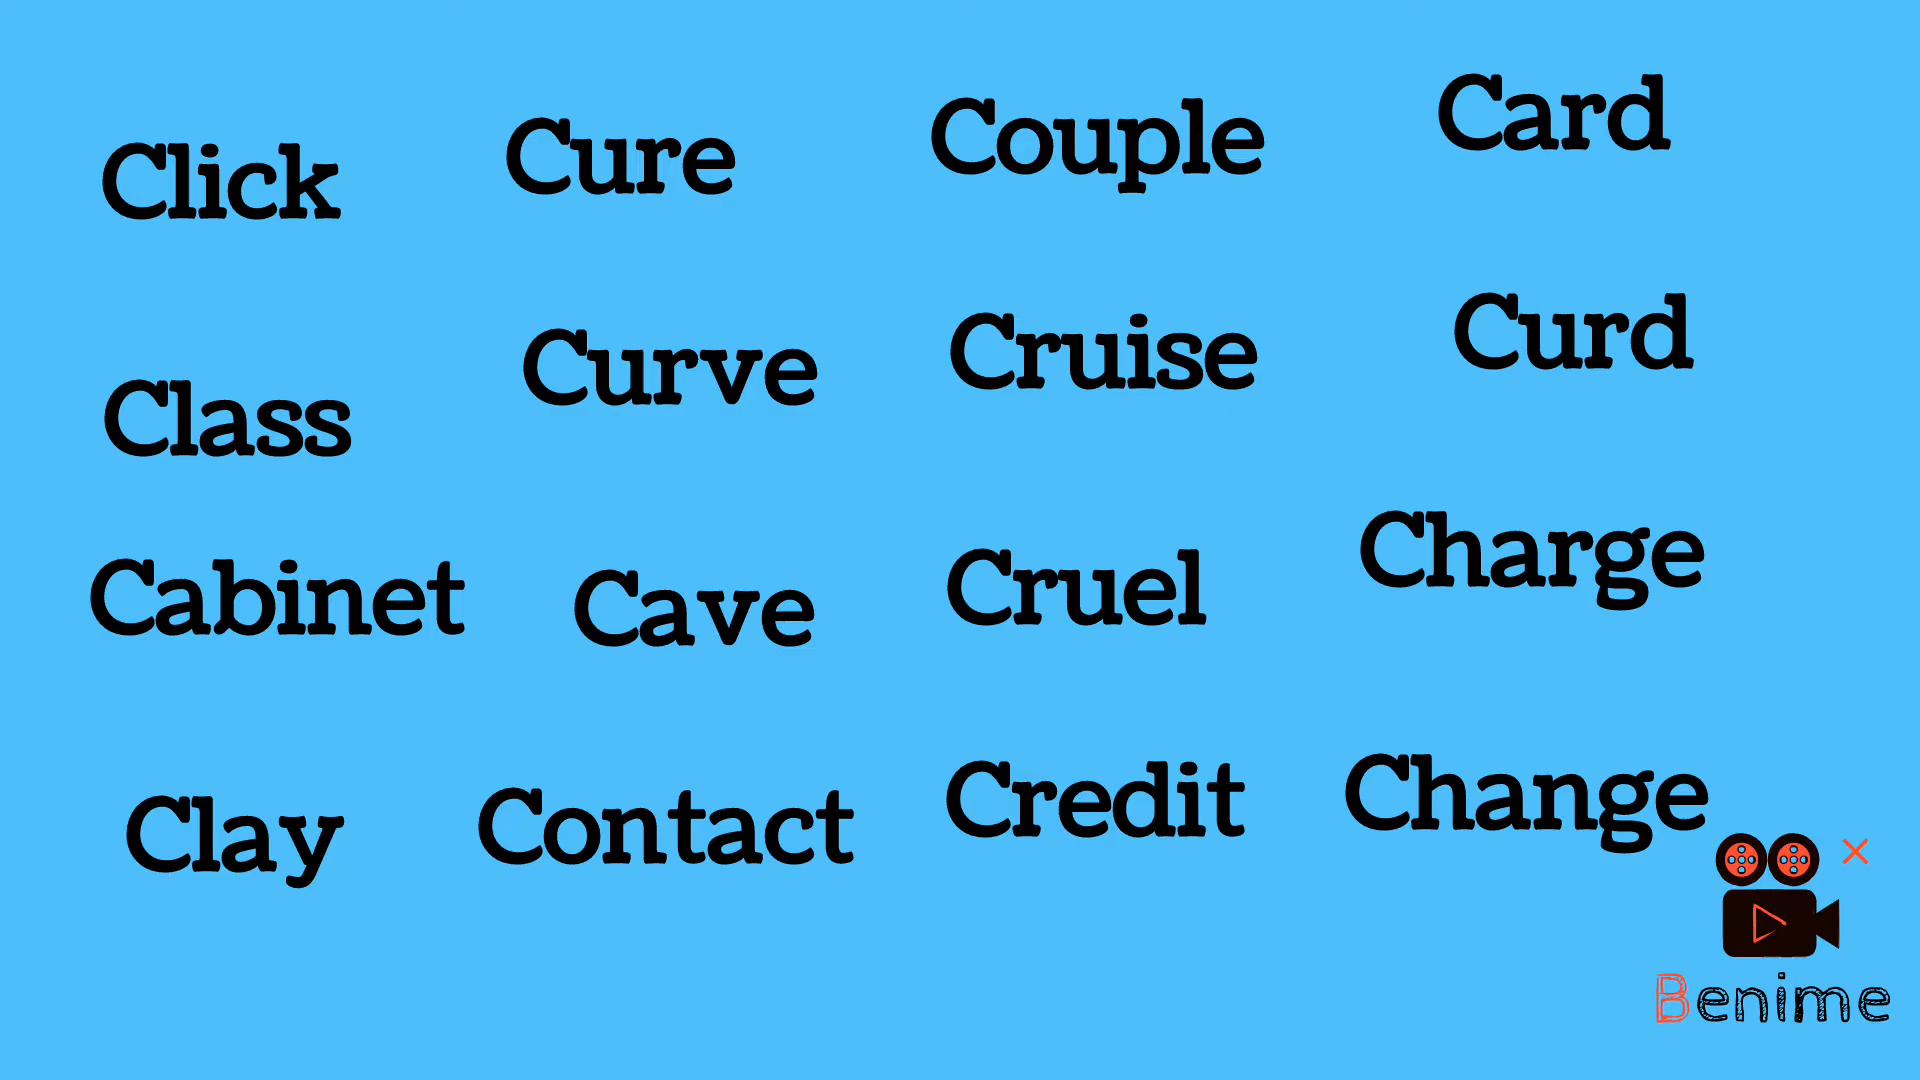 Click Cure Couple Card
Class Curve Cruise Curd
Cabinet Cave Cruel Charge
Clay Contact Credit Change
Benime